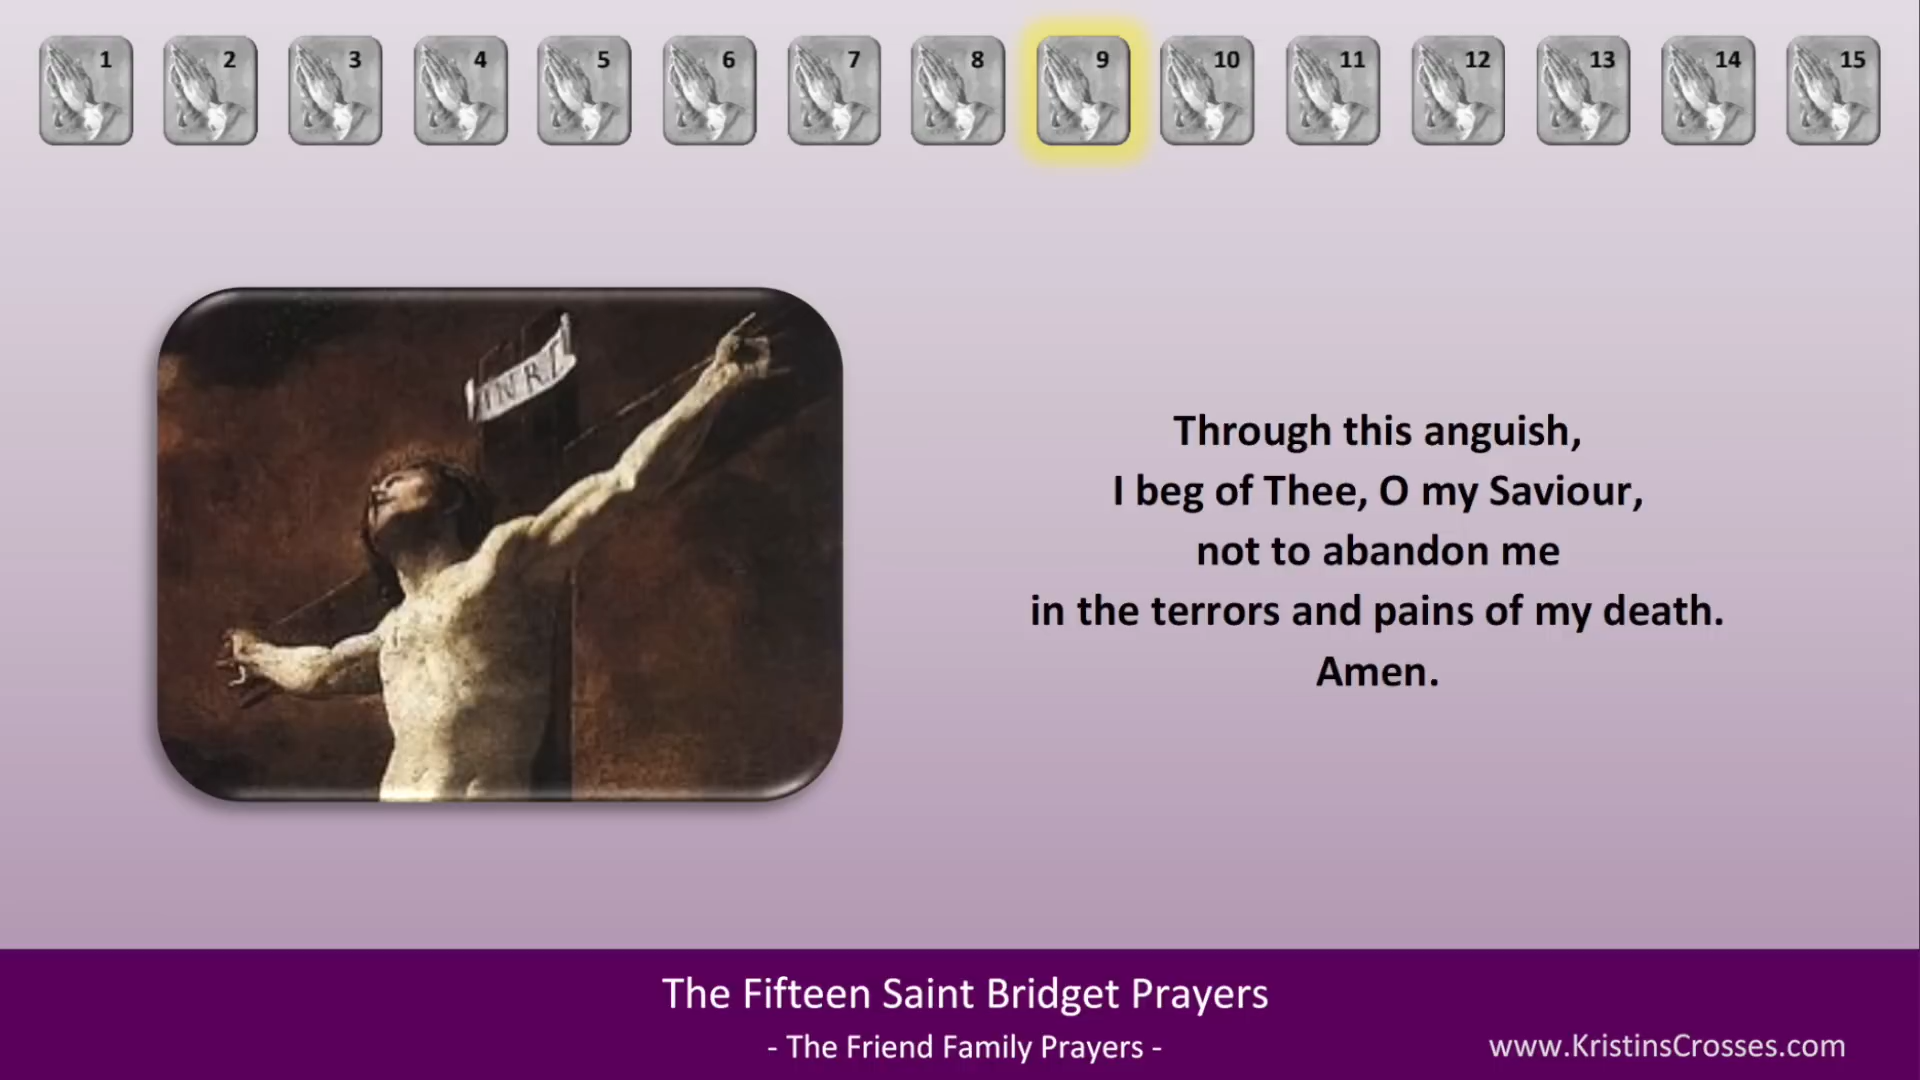 1 2 3 4 5 6 7 8 9 10 11 12 13 14 15
INRI
Through this anguish,
I beg of Thee, O my Saviour,
not to abandon me
in the terrors and pains of my death.
Amen.
The Fifteen Saint Bridget Prayers
- The Friend Family Prayers -
www.KristinsCrosses.com